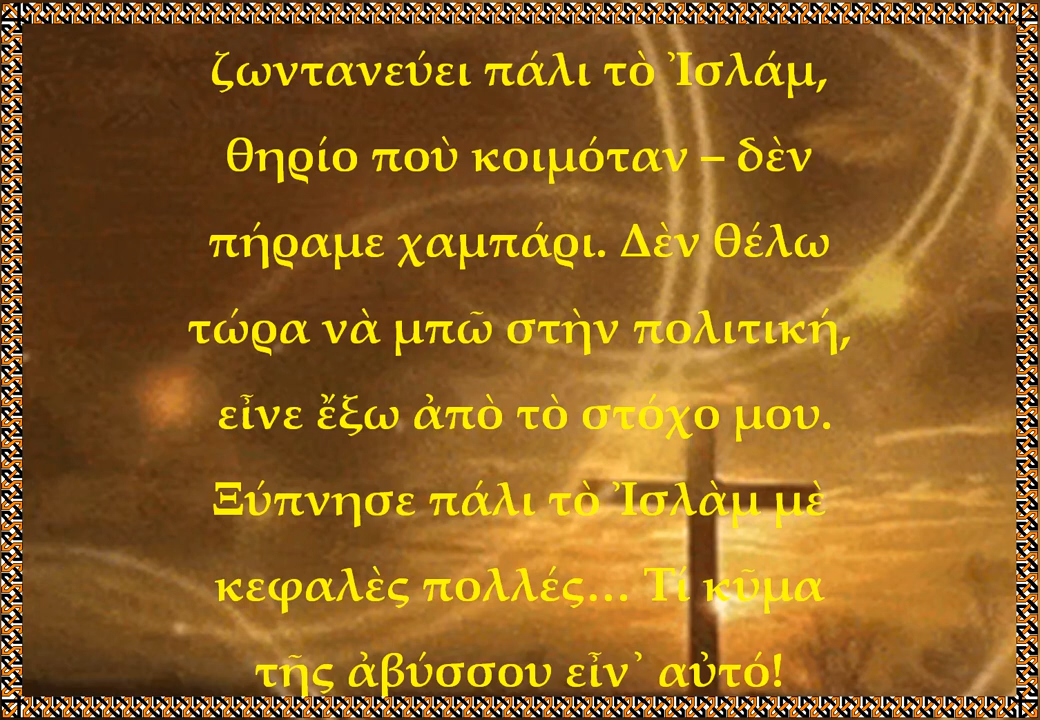 ζωντανεύει πάλι τὸ Ἰσλάμ,
θηρίο ποὺ κοιμόταν – δὲν
πήραμε χαμπάρι. Δὲν θέλω
τώρα νὰ μπῶ στὴν πολιτική,
εἶνε ἔξω ἀπὸ τὸ στόχο μου.
Ξύπνησε πάλι τὸ Ἰσλὰμ μὲ
κεφαλὲς πολλές… Τί κῦμα
τῆς ἀβύσσου εἶν᾽ αὐτό!